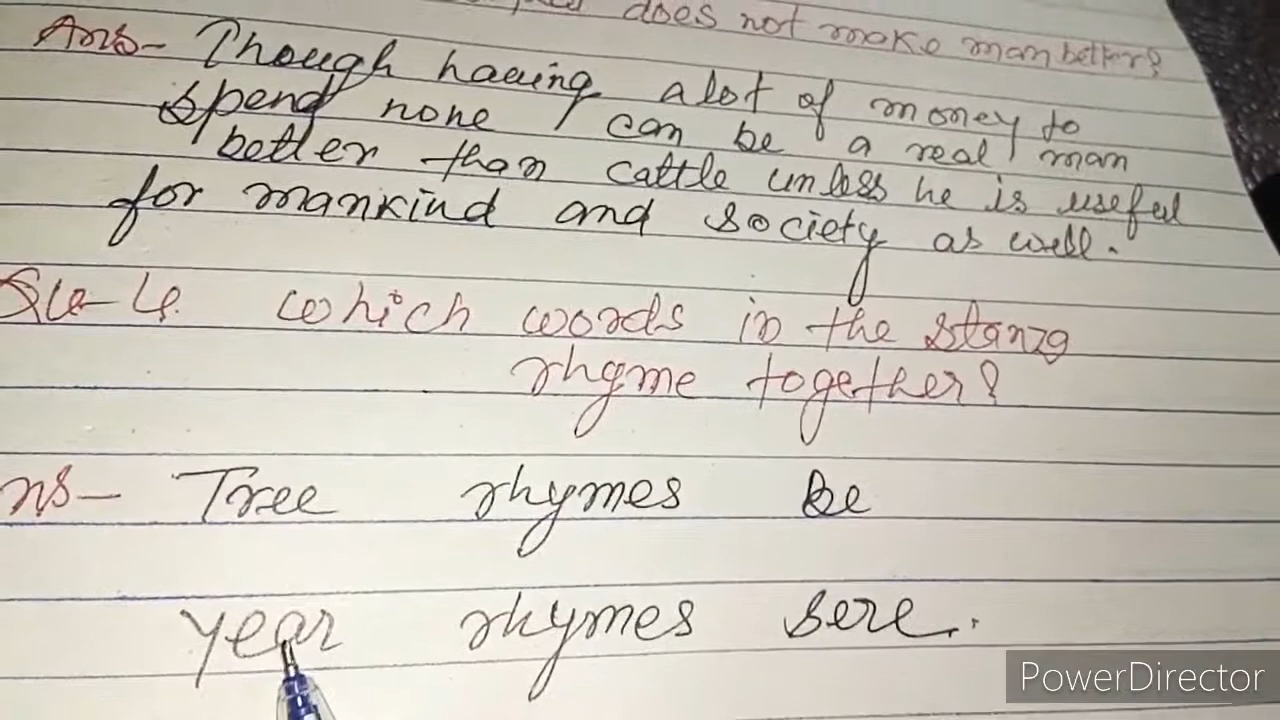 does not make man better?
Ans- Though having a lot of money to
spend none can be a real man
better than cattle unless he is useful
for mankind and society as well.
Que-4. which words in the stanza
rhyme together?
ns- Tree rhymes be
year rhymes sere.
PowerDirector